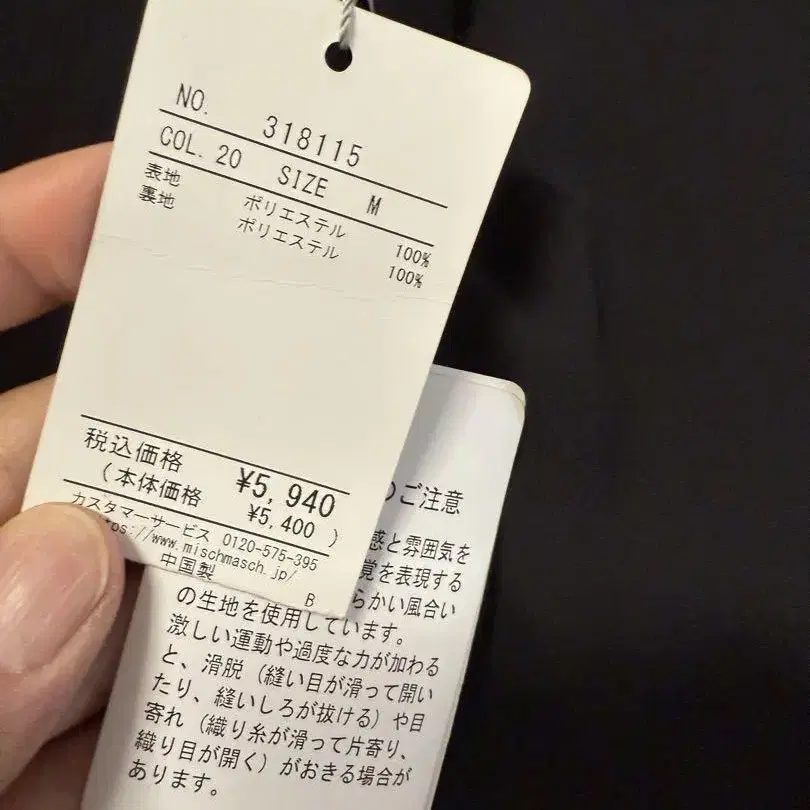 NO. 318115
COL. 20 SIZE M
表地 ポリエステル 100%
裏地 ポリエステル 100%
税込価格 ¥5,940
(本体価格 ¥5,400 )
カスタマーサービス 0120-575-395
ttps://www.mischmasch.jp/
中国製
B
のご注意
感と雰囲気を
覚を表現する
らかい風合い
の生地を使用しています。
激しい運動や過度な力が加わる
と、滑脱（縫い目が滑って開い
たり、縫いしろが抜ける）や目
寄れ（織り糸が滑って片寄り、
織り目が開く）がおきる場合が
あります。